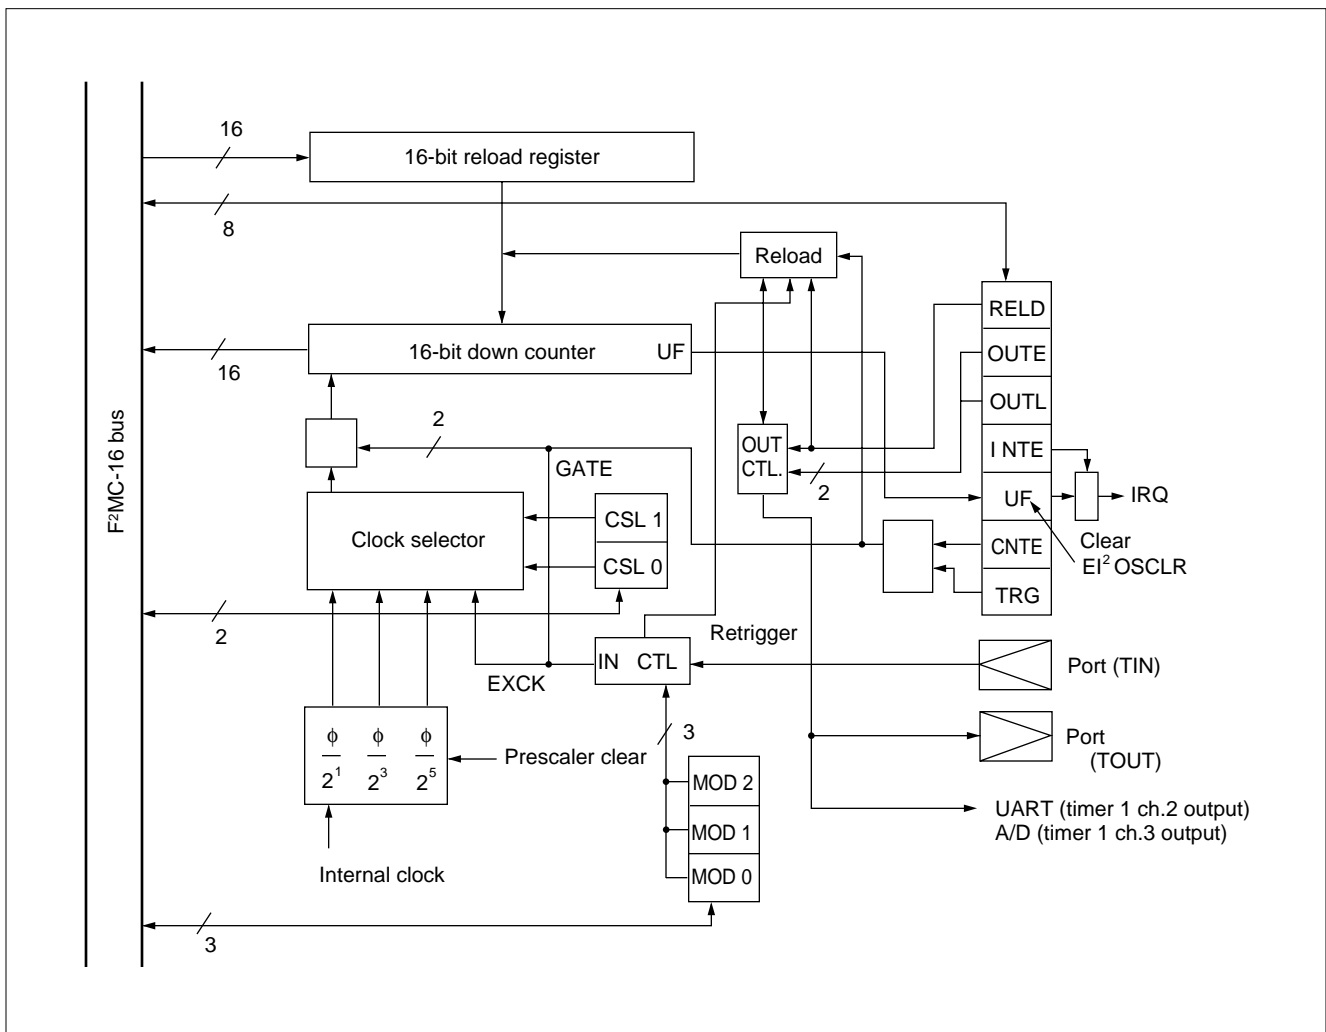 16
16-bit reload register
8
Reload
RELD
16-bit down counter
UF
OUTE
16
OUTL
2
OUT
CTL.
I NTE
GATE
2
F²MC-16 bus
CSL 1
UF
IRQ
Clock selector
CNTE
Clear
EI² OSCLR
CSL 0
TRG
2
Retrigger
IN CTL
Port (TIN)
EXCK
3
ϕ
2¹
ϕ
2³
ϕ
2⁵
Prescaler clear
Port
(TOUT)
MOD 2
UART (timer 1 ch.2 output)
A/D (timer 1 ch.3 output)
MOD 1
Internal clock
MOD 0
3